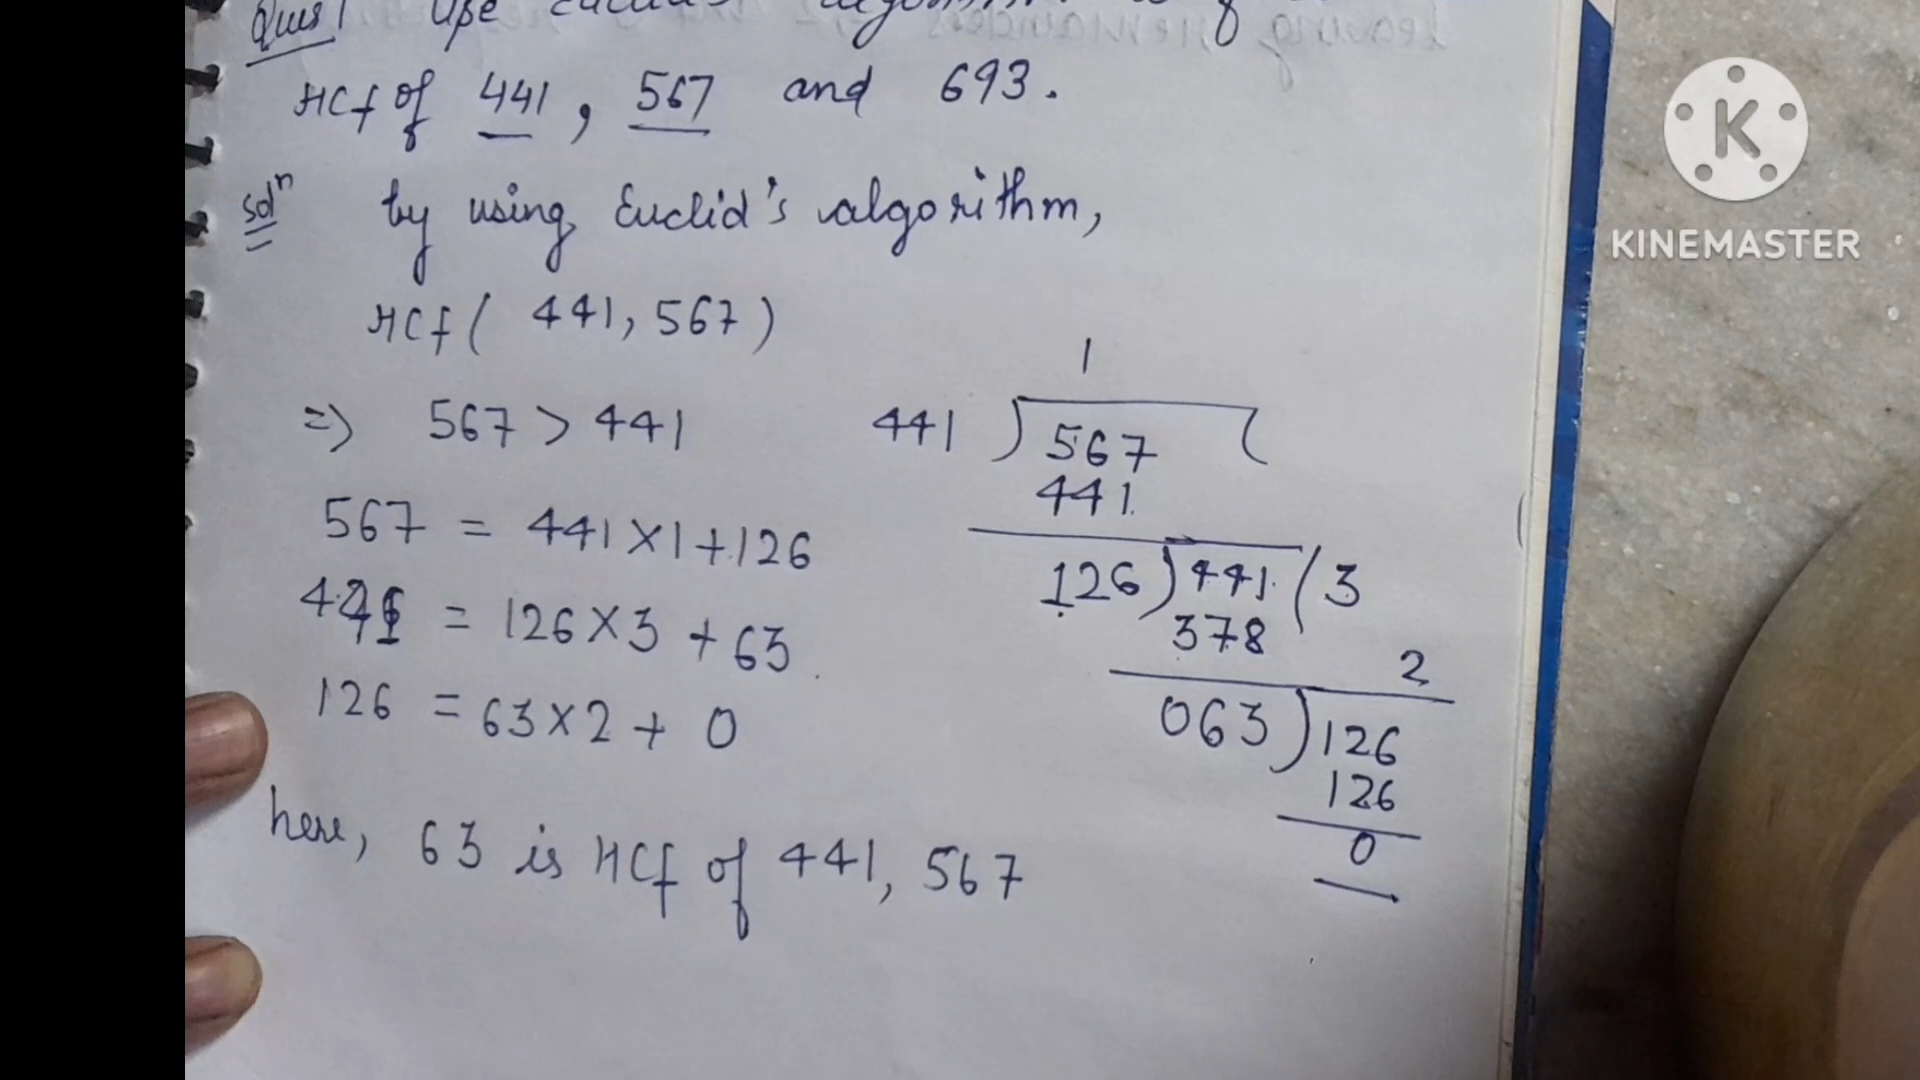 Ques 1 Use
HCf of 441, 567 and 693.
Solⁿ by using Euclid's algorithm,
HCf ( 441, 567)
=> 567 > 441
567 = 441 × 1 + 126
441 = 126 × 3 + 63
126 = 63 × 2 + 0
here, 63 is HCf of 441, 567
1
441 ) 567 (
441
126 ) 441 ( 3
378
2
063 ) 126
126
0
K
KINEMASTER